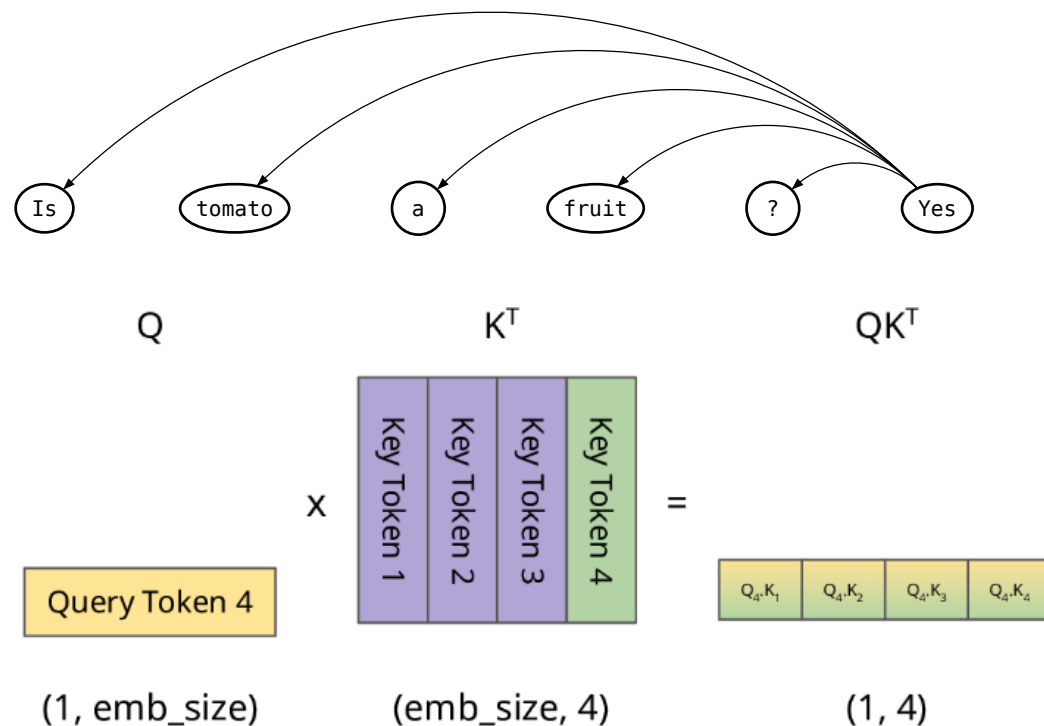 Is tomato a fruit ? Yes
Q K^T QK^T
Key Token 1
Key Token 2
Key Token 3
Key Token 4
x =
Query Token 4
Q₄.K₁ Q₄.K₂ Q₄.K₃ Q₄.K₄
(1, emb_size) (emb_size, 4) (1, 4)